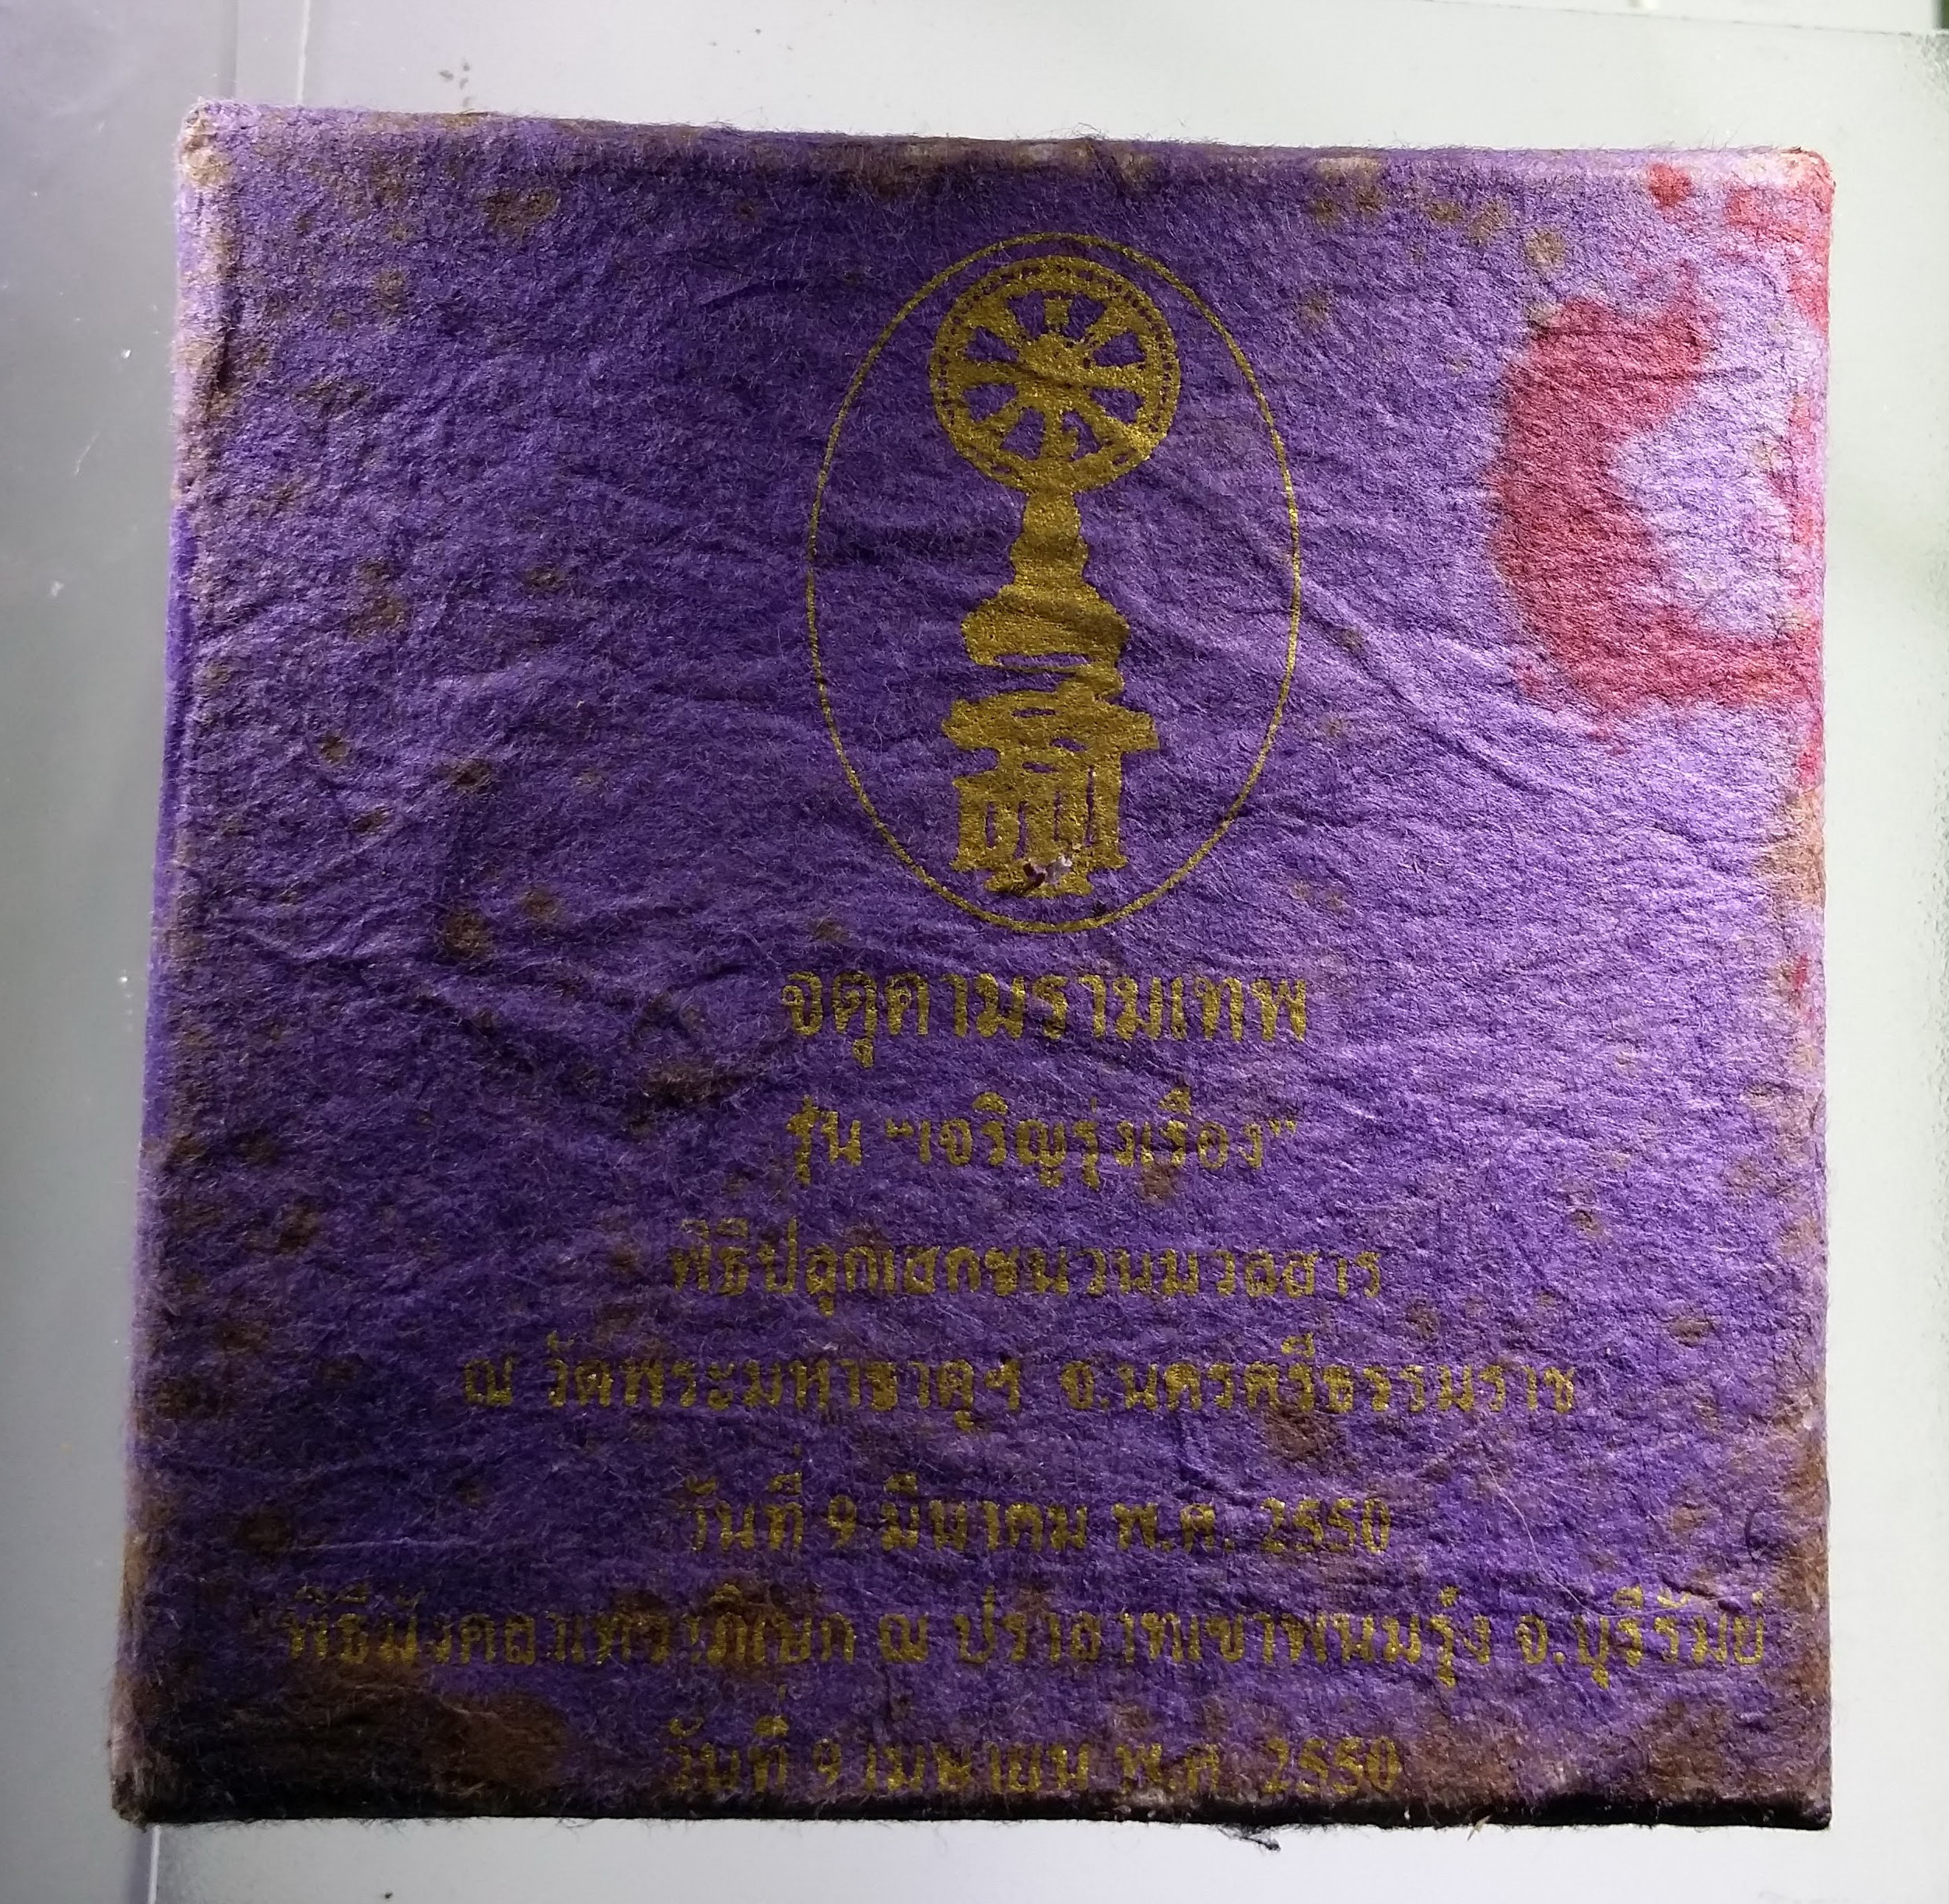 จตุคามรามเทพ
รุ่น “เจริญรุ่งเรือง”
พิธีปลุกเสกชนวนมวลสาร
ณ วัดพระมหาธาตุฯ จ.นครศรีธรรมราช
วันที่ 9 มีนาคม พ.ศ. 2550
พิธีมังคลาเทวาภิเษก ณ ปราสาทเขาพนมรุ้ง จ.บุรีรัมย์
วันที่ 9 เมษายน พ.ศ. 2550